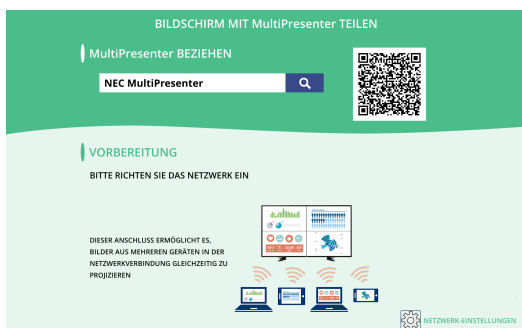 BILDSCHIRM MIT MultiPresenter TEILEN
MultiPresenter BEZIEHEN
NEC MultiPresenter
VORBEREITUNG
BITTE RICHTEN SIE DAS NETZWERK EIN
DIESER ANSCHLUSS ERMÖGLICHT ES,
BILDER AUS MEHREREN GERÄTEN IN DER
NETZWERKVERBINDUNG GLEICHZEITIG ZU
PROJIZIEREN
NETZWERK-EINSTELLUNGEN